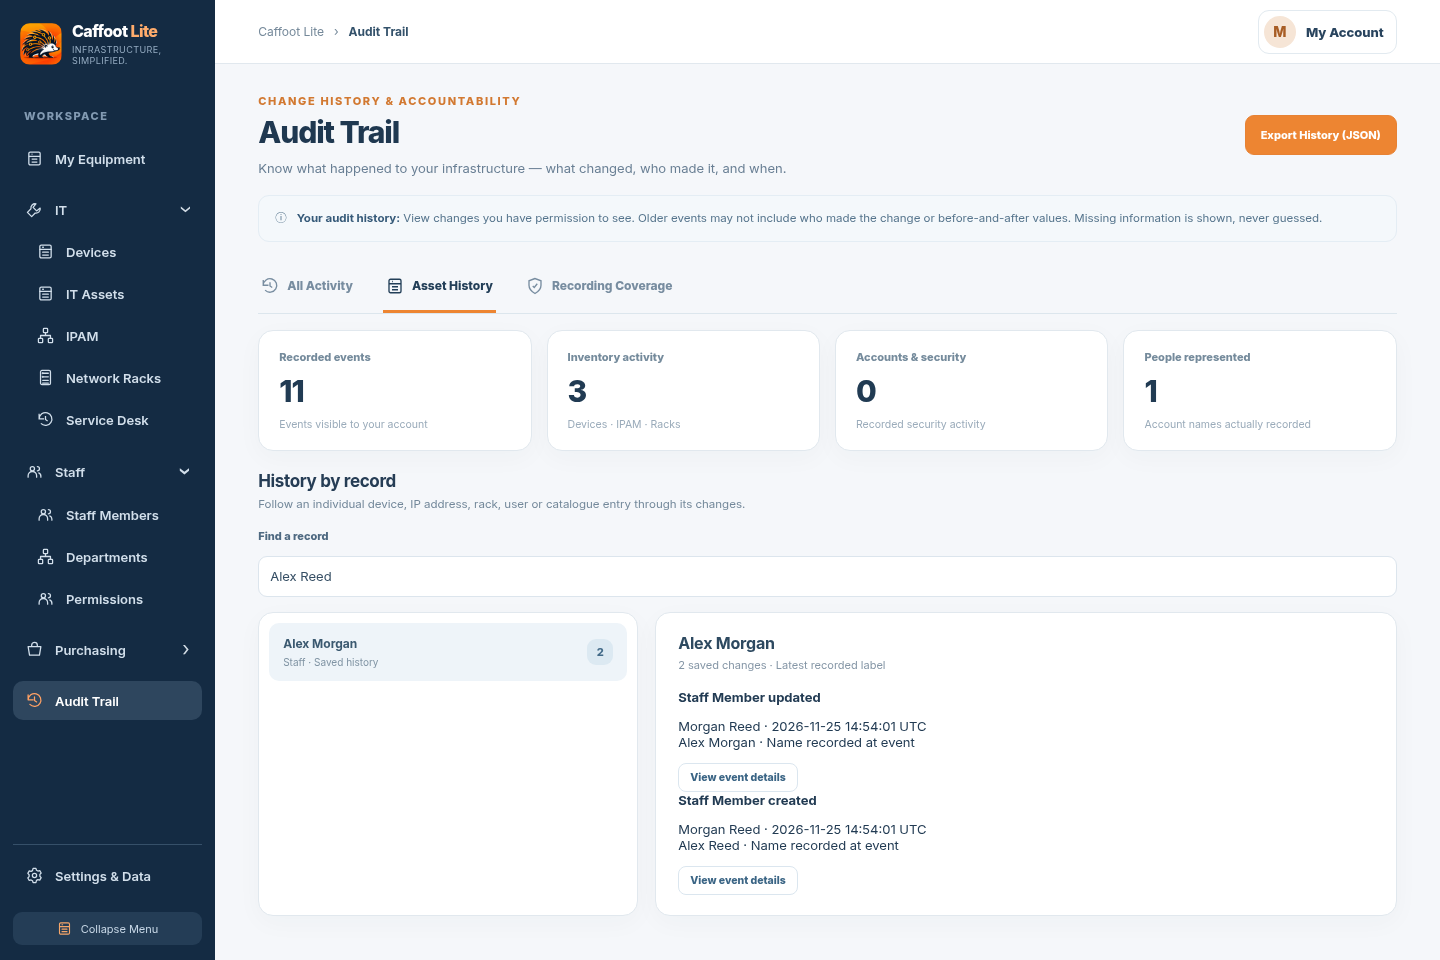 Caffoot Lite
INFRASTRUCTURE,
SIMPLIFIED.
WORKSPACE
My Equipment
IT
Devices
IT Assets
IPAM
Network Racks
Service Desk
Staff
Staff Members
Departments
Permissions
Purchasing
Audit Trail
Settings & Data
Collapse Menu
Caffoot Lite › Audit Trail
M My Account
CHANGE HISTORY & ACCOUNTABILITY
Audit Trail
Know what happened to your infrastructure — what changed, who made it, and when.
Export History (JSON)
Your audit history: View changes you have permission to see. Older events may not include who made the change or before-and-after values. Missing information is shown, never guessed.
All Activity
Asset History
Recording Coverage
Recorded events
11
Events visible to your account
Inventory activity
3
Devices · IPAM · Racks
Accounts & security
0
Recorded security activity
People represented
1
Account names actually recorded
History by record
Follow an individual device, IP address, rack, user or catalogue entry through its changes.
Find a record
Alex Reed
Alex Morgan
Staff · Saved history
2
Alex Morgan
2 saved changes · Latest recorded label
Staff Member updated
Morgan Reed · 2026-11-25 14:54:01 UTC
Alex Morgan · Name recorded at event
View event details
Staff Member created
Morgan Reed · 2026-11-25 14:54:01 UTC
Alex Reed · Name recorded at event
View event details